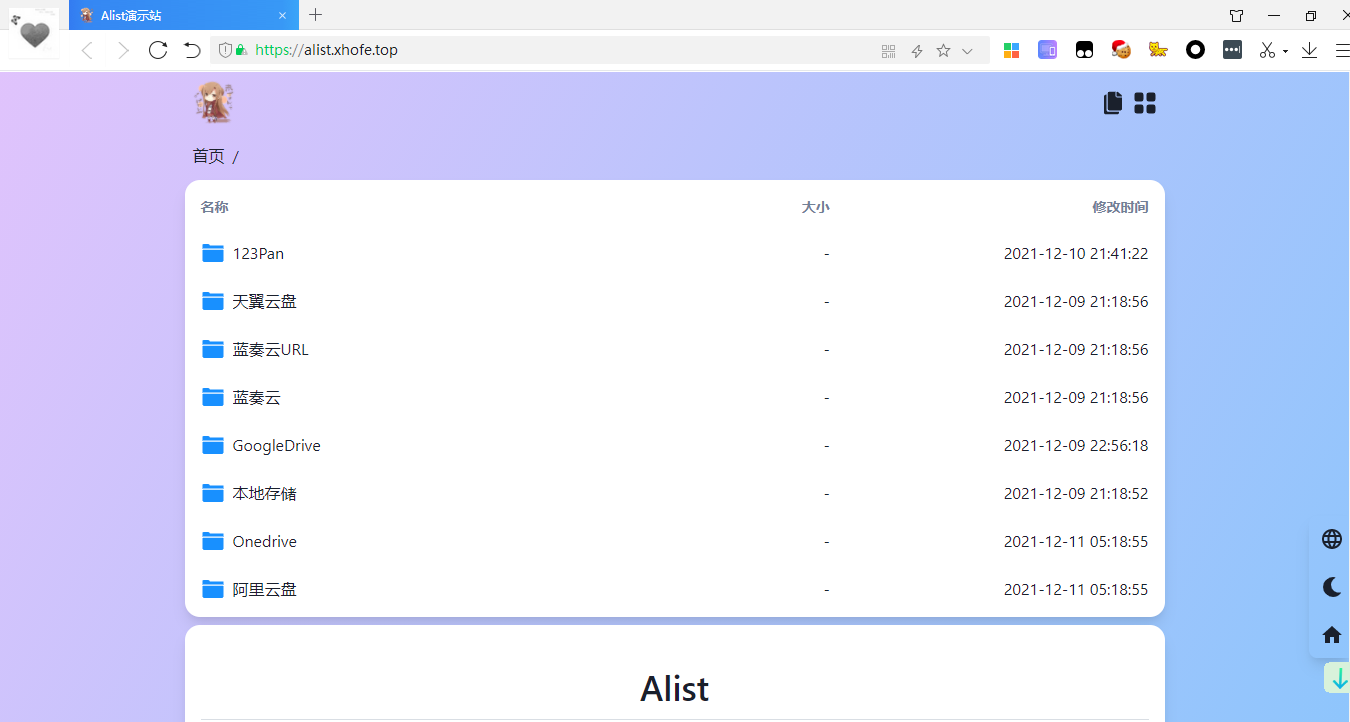 Alist演示站
https://alist.xhofe.top
首页 /
名称 大小 修改时间
123Pan - 2021-12-10 21:41:22
天翼云盘 - 2021-12-09 21:18:56
蓝奏云URL - 2021-12-09 21:18:56
蓝奏云 - 2021-12-09 21:18:56
GoogleDrive - 2021-12-09 22:56:18
本地存储 - 2021-12-09 21:18:52
Onedrive - 2021-12-11 05:18:55
阿里云盘 - 2021-12-11 05:18:55
Alist